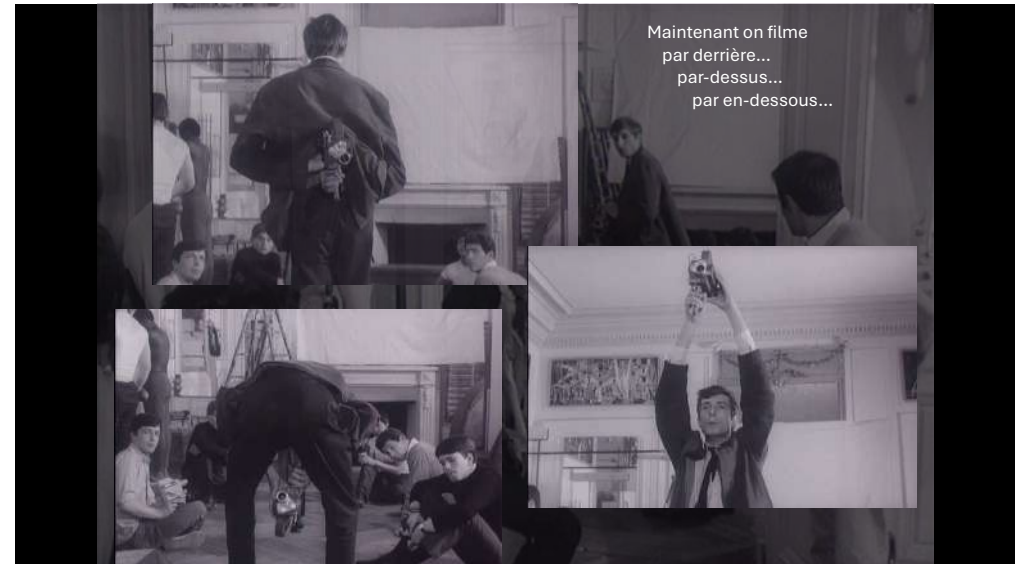 Maintenant on filme
par derrière...
par-dessus...
par en-dessous...